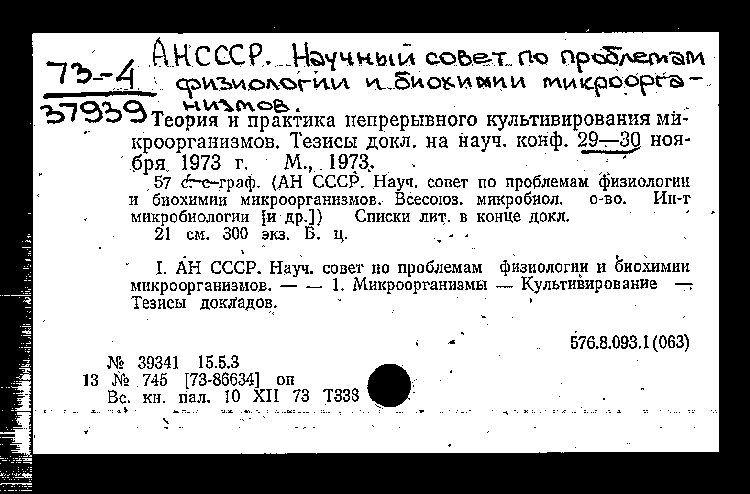 АН СССР. Научный совет по проблемам
73-4 физиологии и биохимии микроорга-
37939 низмов.
Теория и практика непрерывного культивирования ми-
кроорганизмов. Тезисы докл. на науч. конф. 29—30 ноя-
бря 1973 г. М., 1973.
57 с. с граф. (АН СССР. Науч. совет по проблемам физиологии
и биохимии микроорганизмов. Всесоюз. микробиол. о-во. Ин-т
микробиологии [и др.]) Списки лит. в конце докл.
21 см. 300 экз. Б. ц.
I. АН СССР. Науч. совет по проблемам физиологии и биохимии
микроорганизмов. — — 1. Микроорганизмы — Культивирование —
Тезисы докладов.
576.8.093.1(063)
№ 39341 15.5.3
13 № 745 [73-86634] оп
Вс. кн. пал. 10 XII 73 Т338